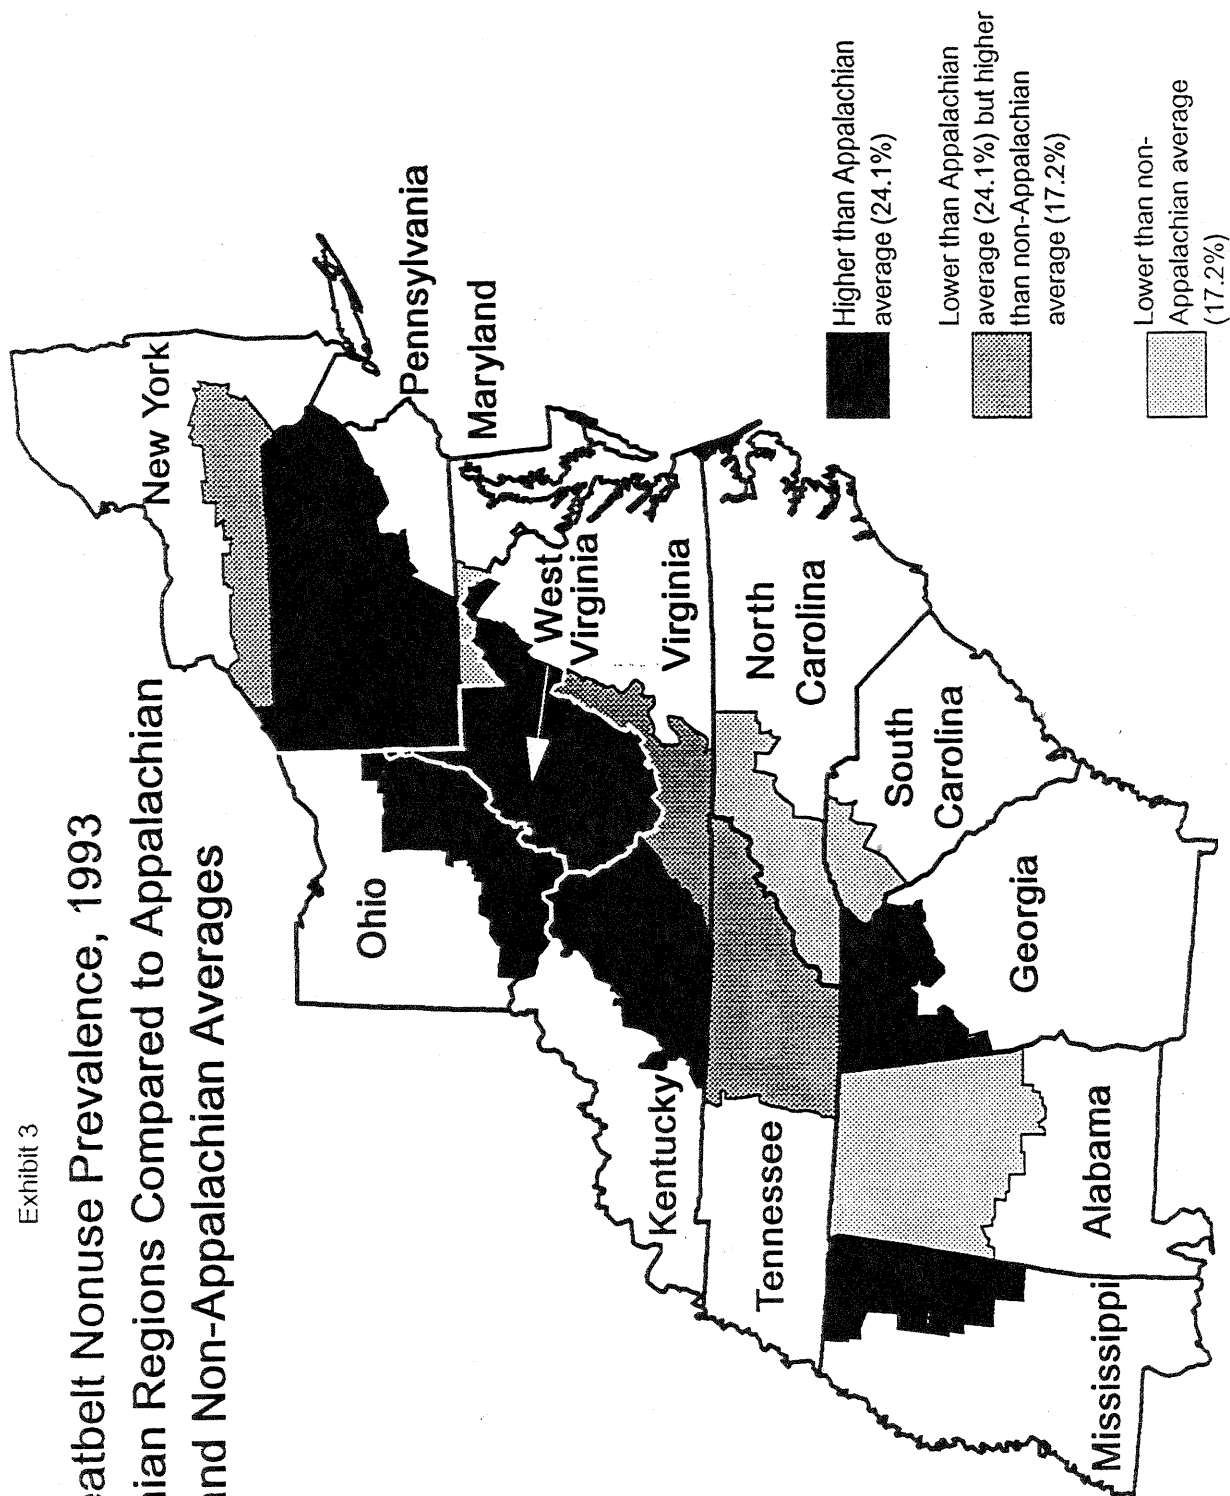 Exhibit 3
eatbelt Nonuse Prevalence, 1993
nian Regions Compared to Appalachian
and Non-Appalachian Averages
New York
Pennsylvania
Maryland
Ohio
West
Virginia
Virginia
Kentucky
North
Carolina
Tennessee
South
Carolina
Georgia
Alabama
Mississippi
Higher than Appalachian
average (24.1%)
Lower than Appalachian
average (24.1%) but higher
than non-Appalachian
average (17.2%)
Lower than non-
Appalachian average
(17.2%)